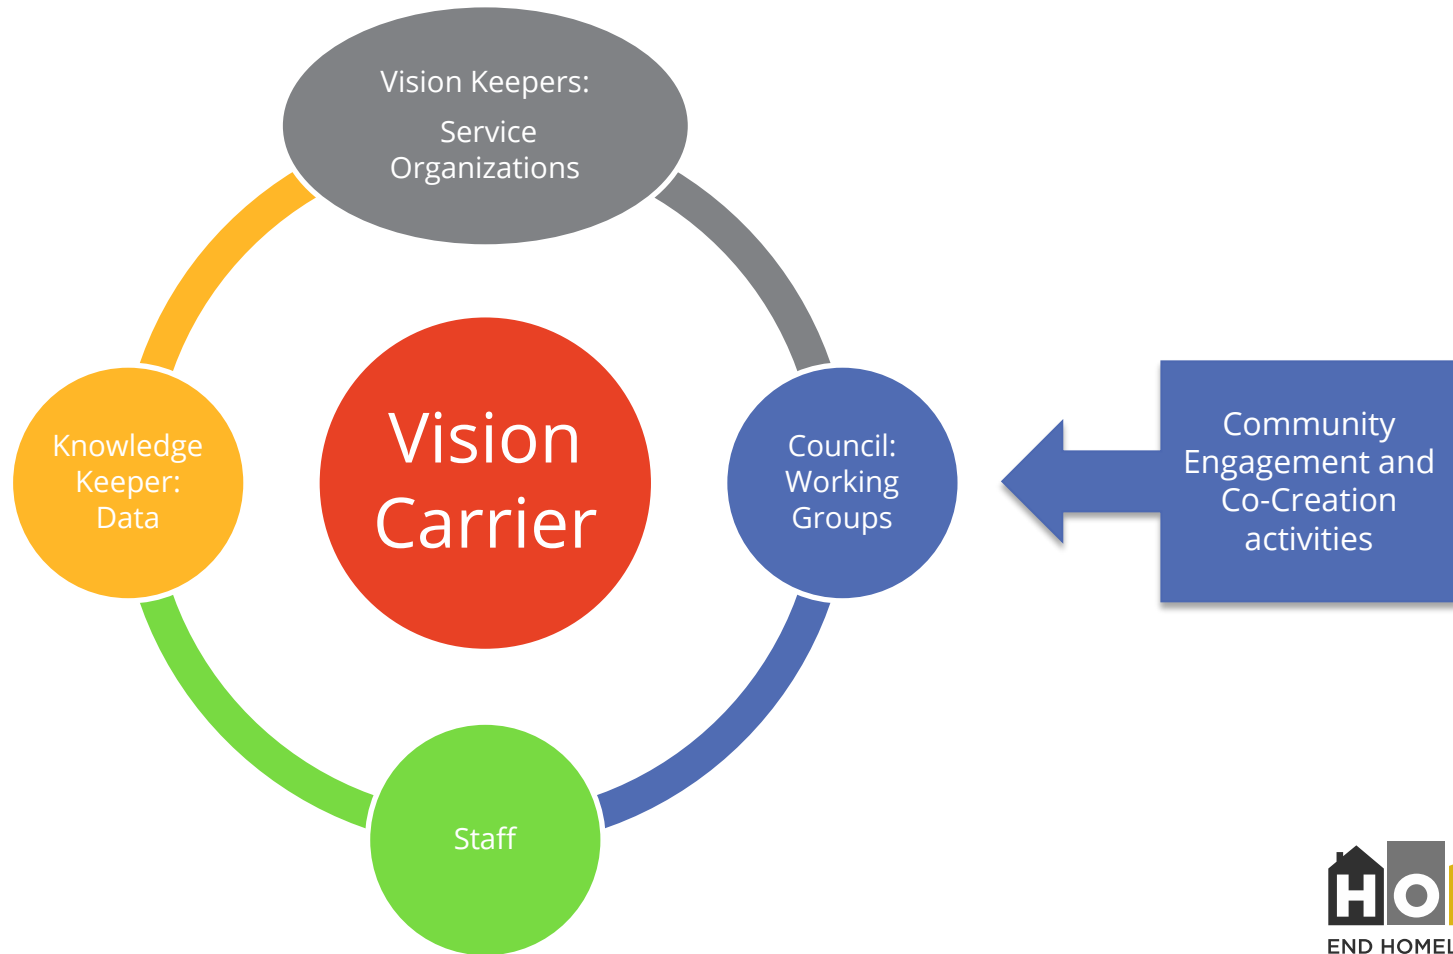 Vision Keepers:
Service
Organizations
Knowledge
Keeper:
Data
Vision
Carrier
Council:
Working
Groups
Community
Engagement and
Co-Creation
activities
Staff
HO
END HOMEL